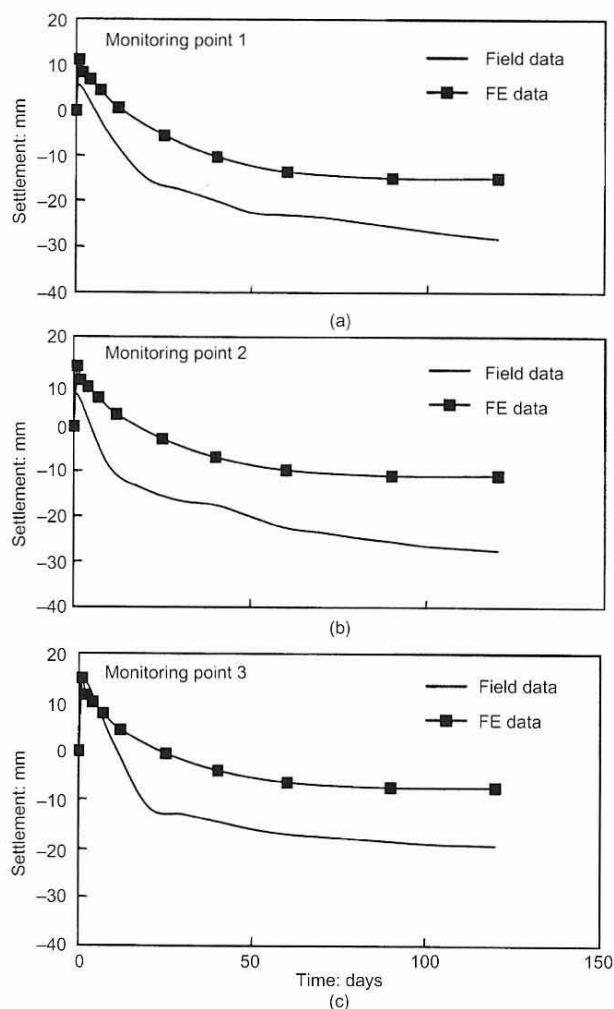 20
Monitoring point 1
Field data
10
FE data
0
Settlement: mm
–10
–20
–30
–40
(a)
20
Monitoring point 2
Field data
10
FE data
0
Settlement: mm
–10
–20
–30
–40
(b)
20
Monitoring point 3
Field data
10
FE data
0
Settlement: mm
–10
–20
–30
–40
0 50 100 150
Time: days
(c)